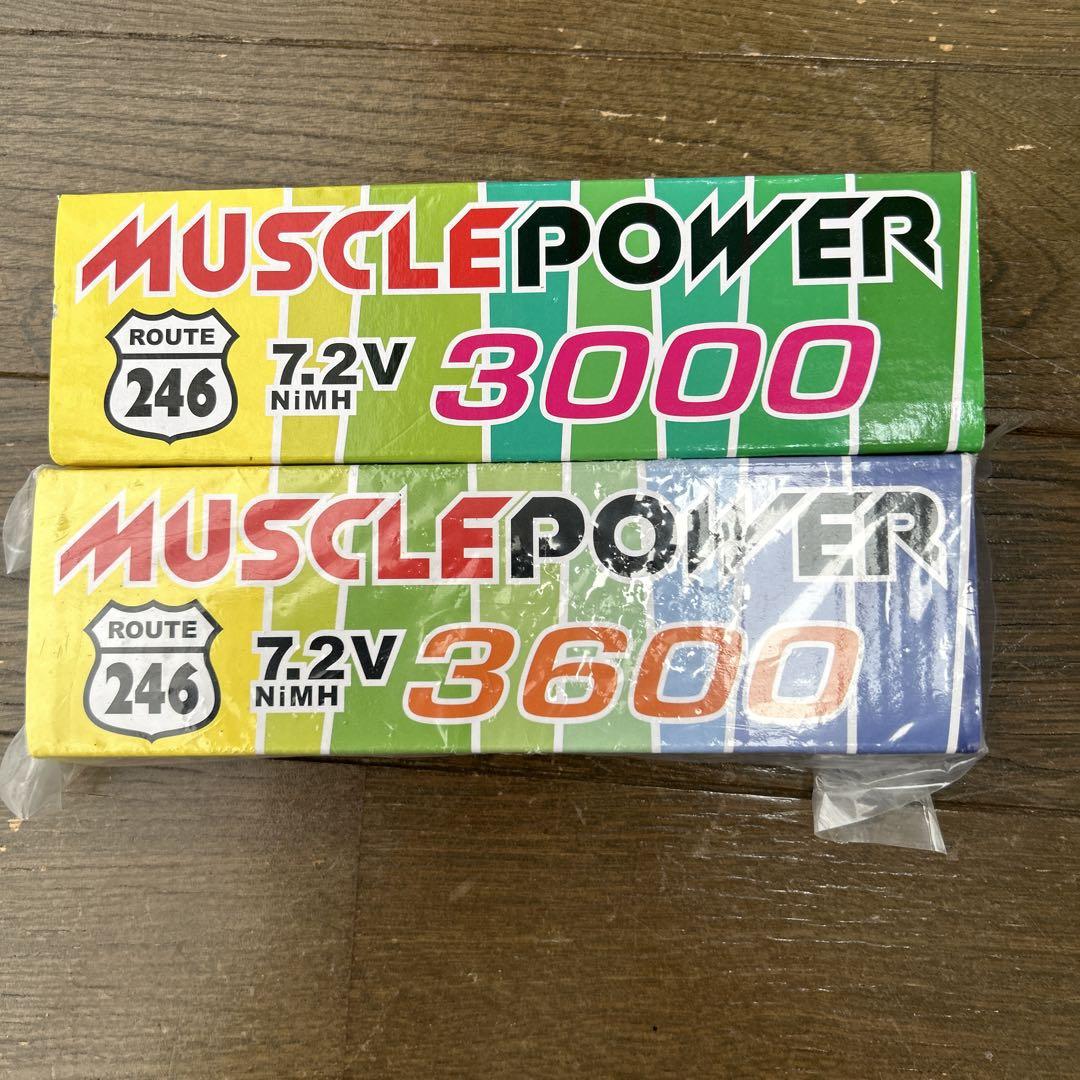 MUSCLEPOWER
ROUTE
246
7.2V
NiMH
3000
MUSCLEPOWER
ROUTE
246
7.2V
NiMH
3600